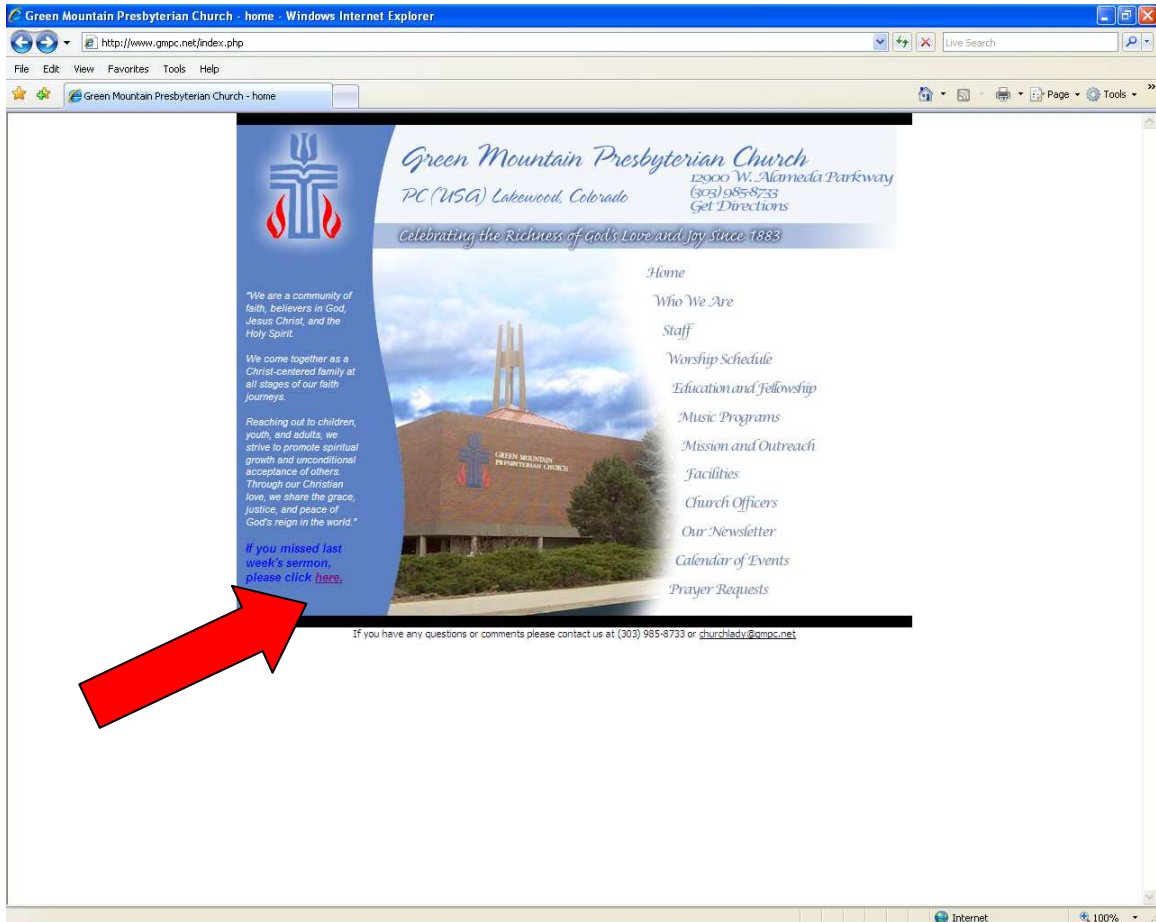 Green Mountain Presbyterian Church - home - Windows Internet Explorer
http://www.gmpc.net/index.php
Live Search
File Edit View Favorites Tools Help
Green Mountain Presbyterian Church - home
Page Tools »
Green Mountain Presbyterian Church
12900 W. Alameda Parkway
PC (USA) Lakewood, Colorado
(303) 985-8733
Get Directions
Celebrating the Richness of God's Love and Joy Since 1883
"We are a community of
faith, believers in God,
Jesus Christ, and the
Holy Spirit.
We come together as a
Christ-centered family at
all stages of our faith
journeys.
Reaching out to children,
youth, and adults, we
strive to promote spiritual
growth and unconditional
acceptance of others.
Through our Christian
love, we share the grace,
justice, and peace of
God's reign in the world."
If you missed last
week's sermon,
please click here.
GREEN MOUNTAIN
PRESBYTERIAN CHURCH
Home
Who We Are
Staff
Worship Schedule
Education and Fellowship
Music Programs
Mission and Outreach
Facilities
Church Officers
Our Newsletter
Calendar of Events
Prayer Requests
If you have any questions or comments please contact us at (303) 985-8733 or churchlady@gmpc.net
Internet
100%